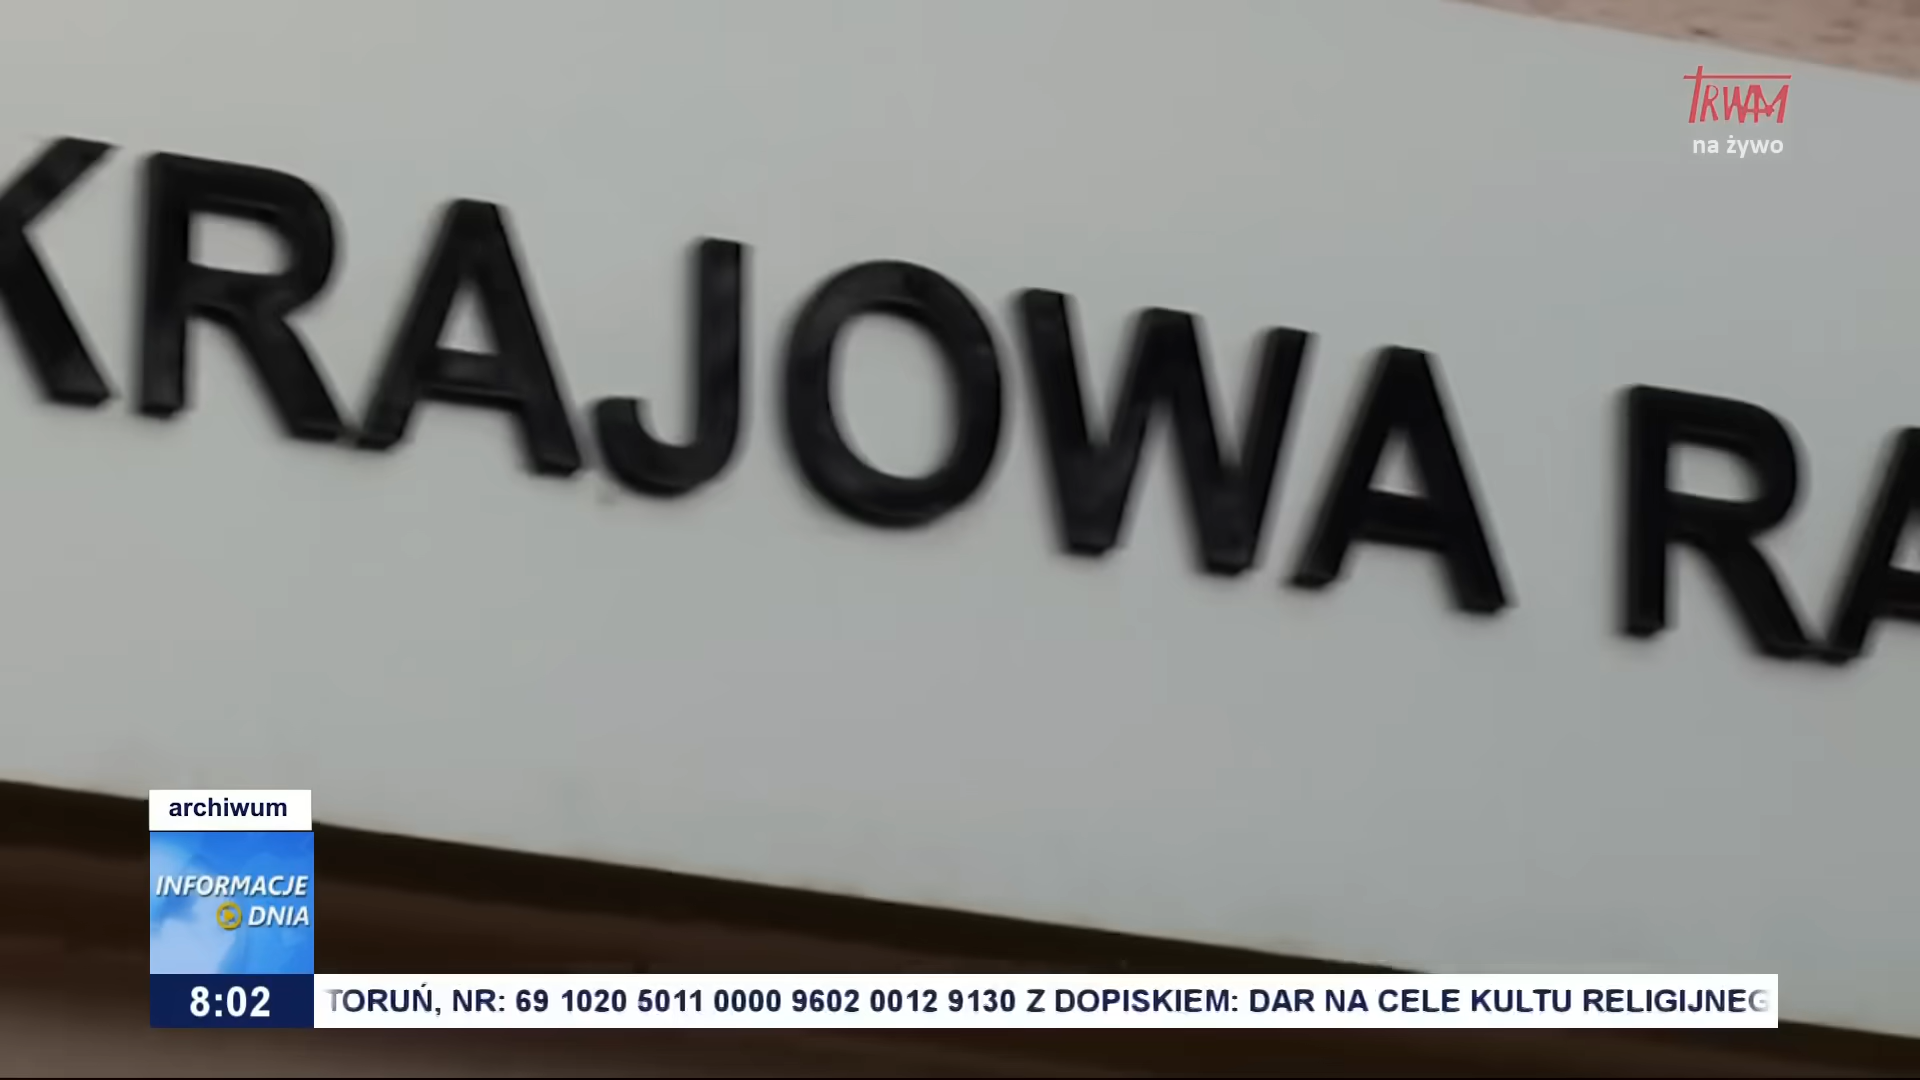 TRWAM
na żywo
KRAJOWA RA
archiwum
INFORMACJE
DNIA
8:02
TORUŃ, NR: 69 1020 5011 0000 9602 0012 9130 Z DOPISKIEM: DAR NA CELE KULTU RELIGIJNEG